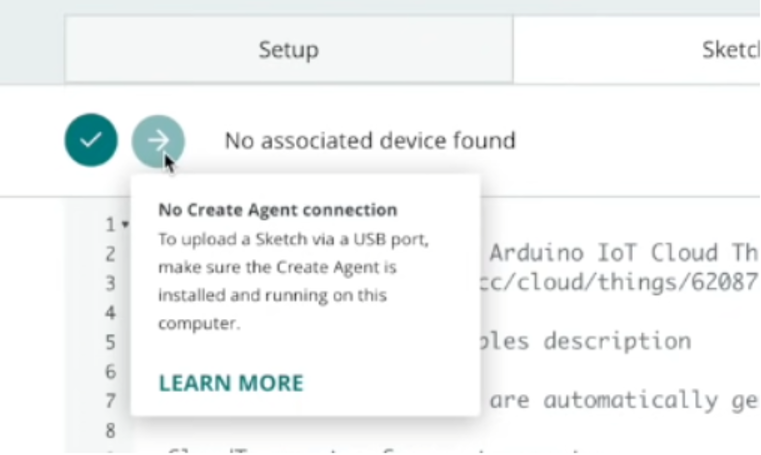 Setup
Sketch
No associated device found
No Create Agent connection
To upload a Sketch via a USB port,
make sure the Create Agent is
installed and running on this
computer.
LEARN MORE
1
2 Arduino IoT Cloud Th
3 cc/cloud/things/62087
4
5 bles description
6
7 are automatically ge
8